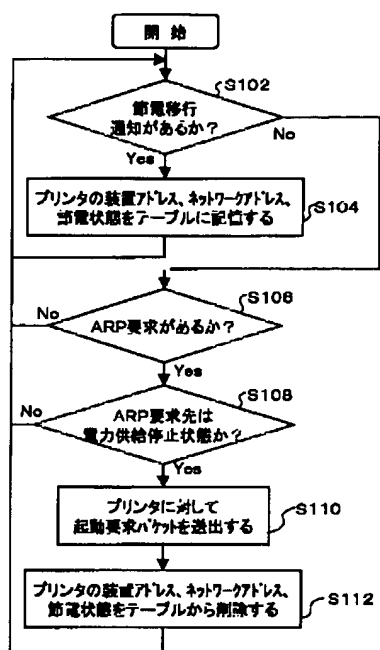 開 始
S102
節電移行
通知があるか?
No
Yes
プリンタの装置アドレス、ネットワークアドレス、
節電状態をテーブルに記憶する
S104
S106
No
ARP要求があるか?
Yes
S108
No
ARP要求先は
電力供給停止状態か?
Yes
プリンタに対して
起動要求パケットを送出する
S110
プリンタの装置アドレス、ネットワークアドレス、
節電状態をテーブルから削除する
S112